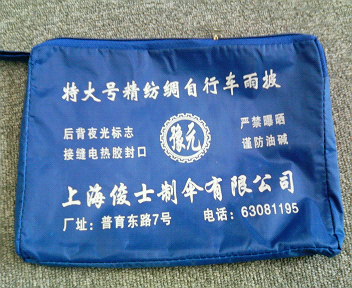 特大号精纺绸自行车雨披
后背夜光标志
接缝电热胶封口
豫元
严禁曝晒
谨防油碱
上海俊士制伞有限公司
厂址：普育东路7号 电话：63081195